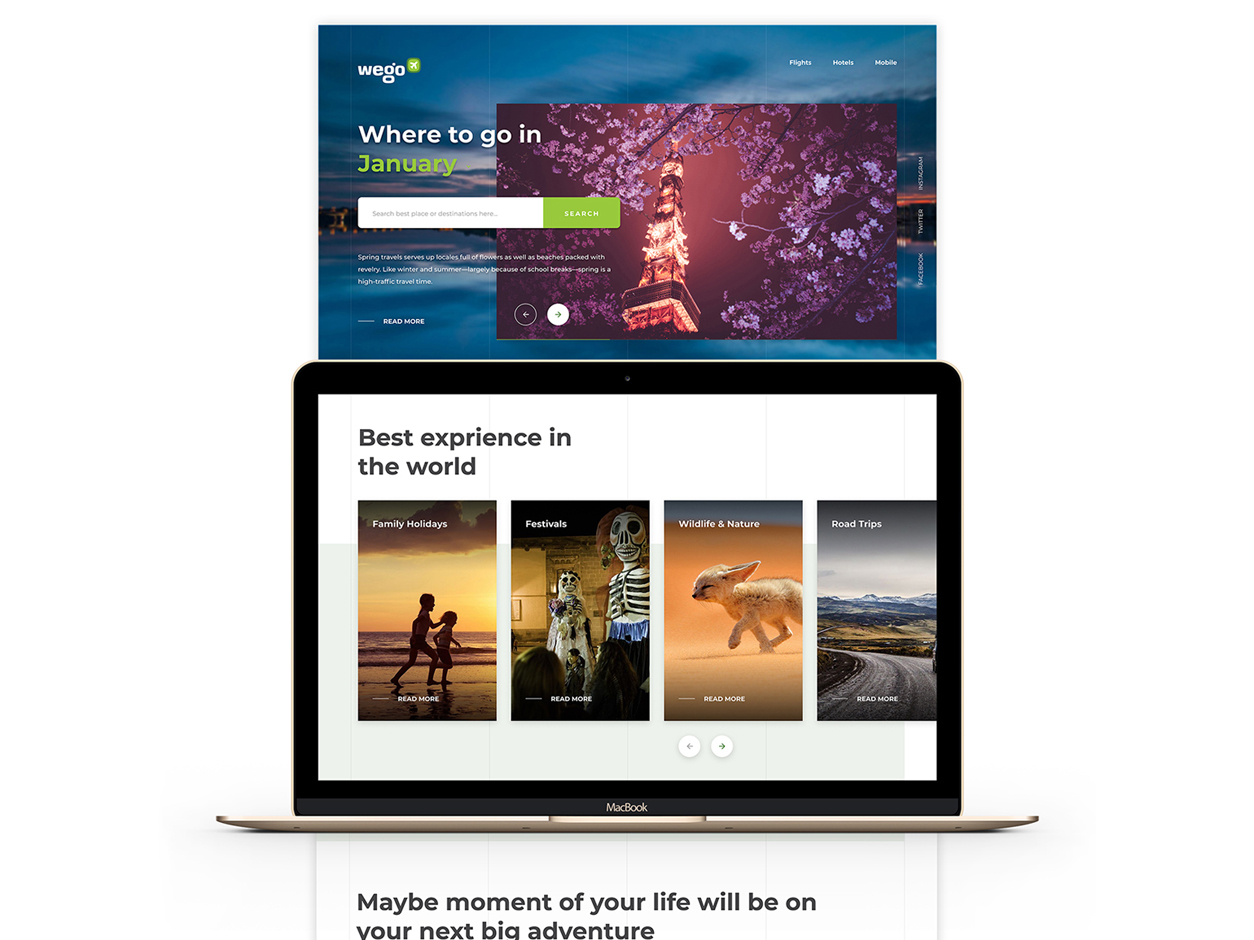 wego
Flights
Hotels
Mobile
Where to go in
January
Search best place or destinations here...
SEARCH
Spring travels serves up locales full of flowers as well as beaches packed with
revelry. Like winter and summer—largely because of school breaks—spring is a
high-traffic travel time.
READ MORE
INSTAGRAM
TWITTER
FACEBOOK
Best exprience in
the world
Family Holidays
READ MORE
Festivals
READ MORE
Wildlife & Nature
READ MORE
Road Trips
READ MORE
MacBook
Maybe moment of your life will be on
your next big adventure